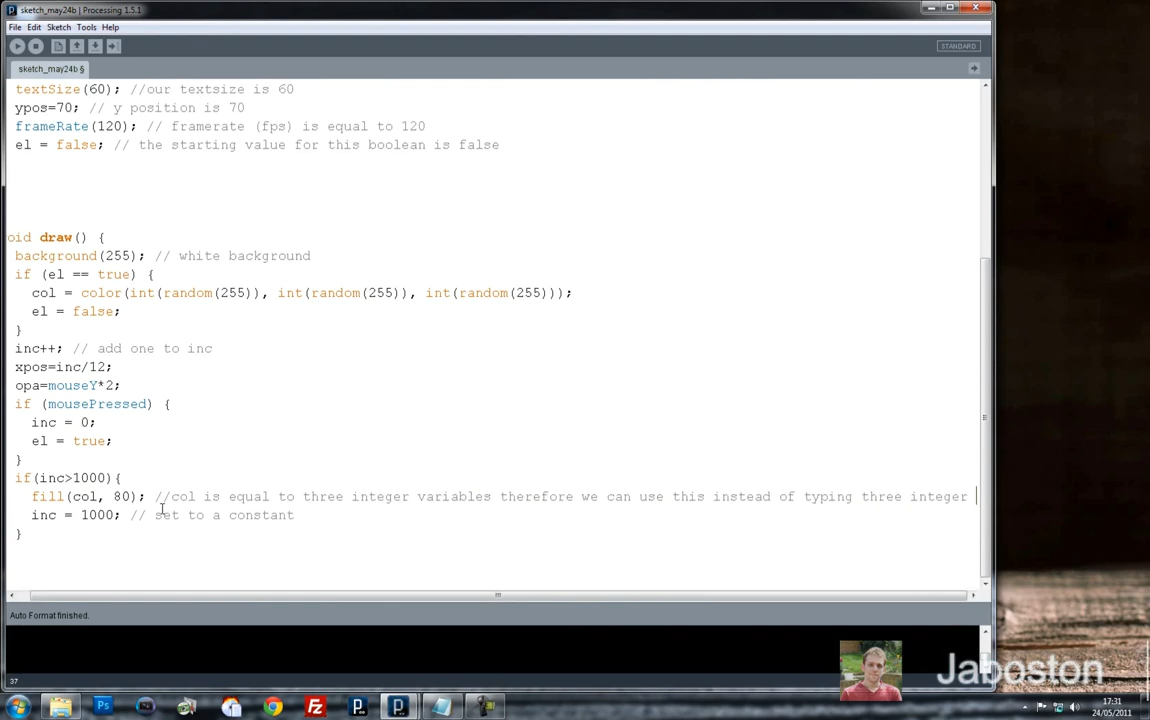 sketch_may24b | Processing 1.5.1
File Edit Sketch Tools Help
STANDARD
sketch_may24b §
textSize(60); //our textsize is 60
ypos=70; // y position is 70
frameRate(120); // framerate (fps) is equal to 120
el = false; // the starting value for this boolean is false
oid draw() {
background(255); // white background
if (el == true) {
col = color(int(random(255)), int(random(255)), int(random(255)));
el = false;
}
inc++; // add one to inc
xpos=inc/12;
opa=mouseY*2;
if (mousePressed) {
inc = 0;
el = true;
}
if(inc>1000){
fill(col, 80); //col is equal to three integer variables therefore we can use this instead of typing three integer
inc = 1000; // set to a constant
}
Auto Format finished.
Jaboston
37
Ps
Fz
P
P
17:31
24/05/2011